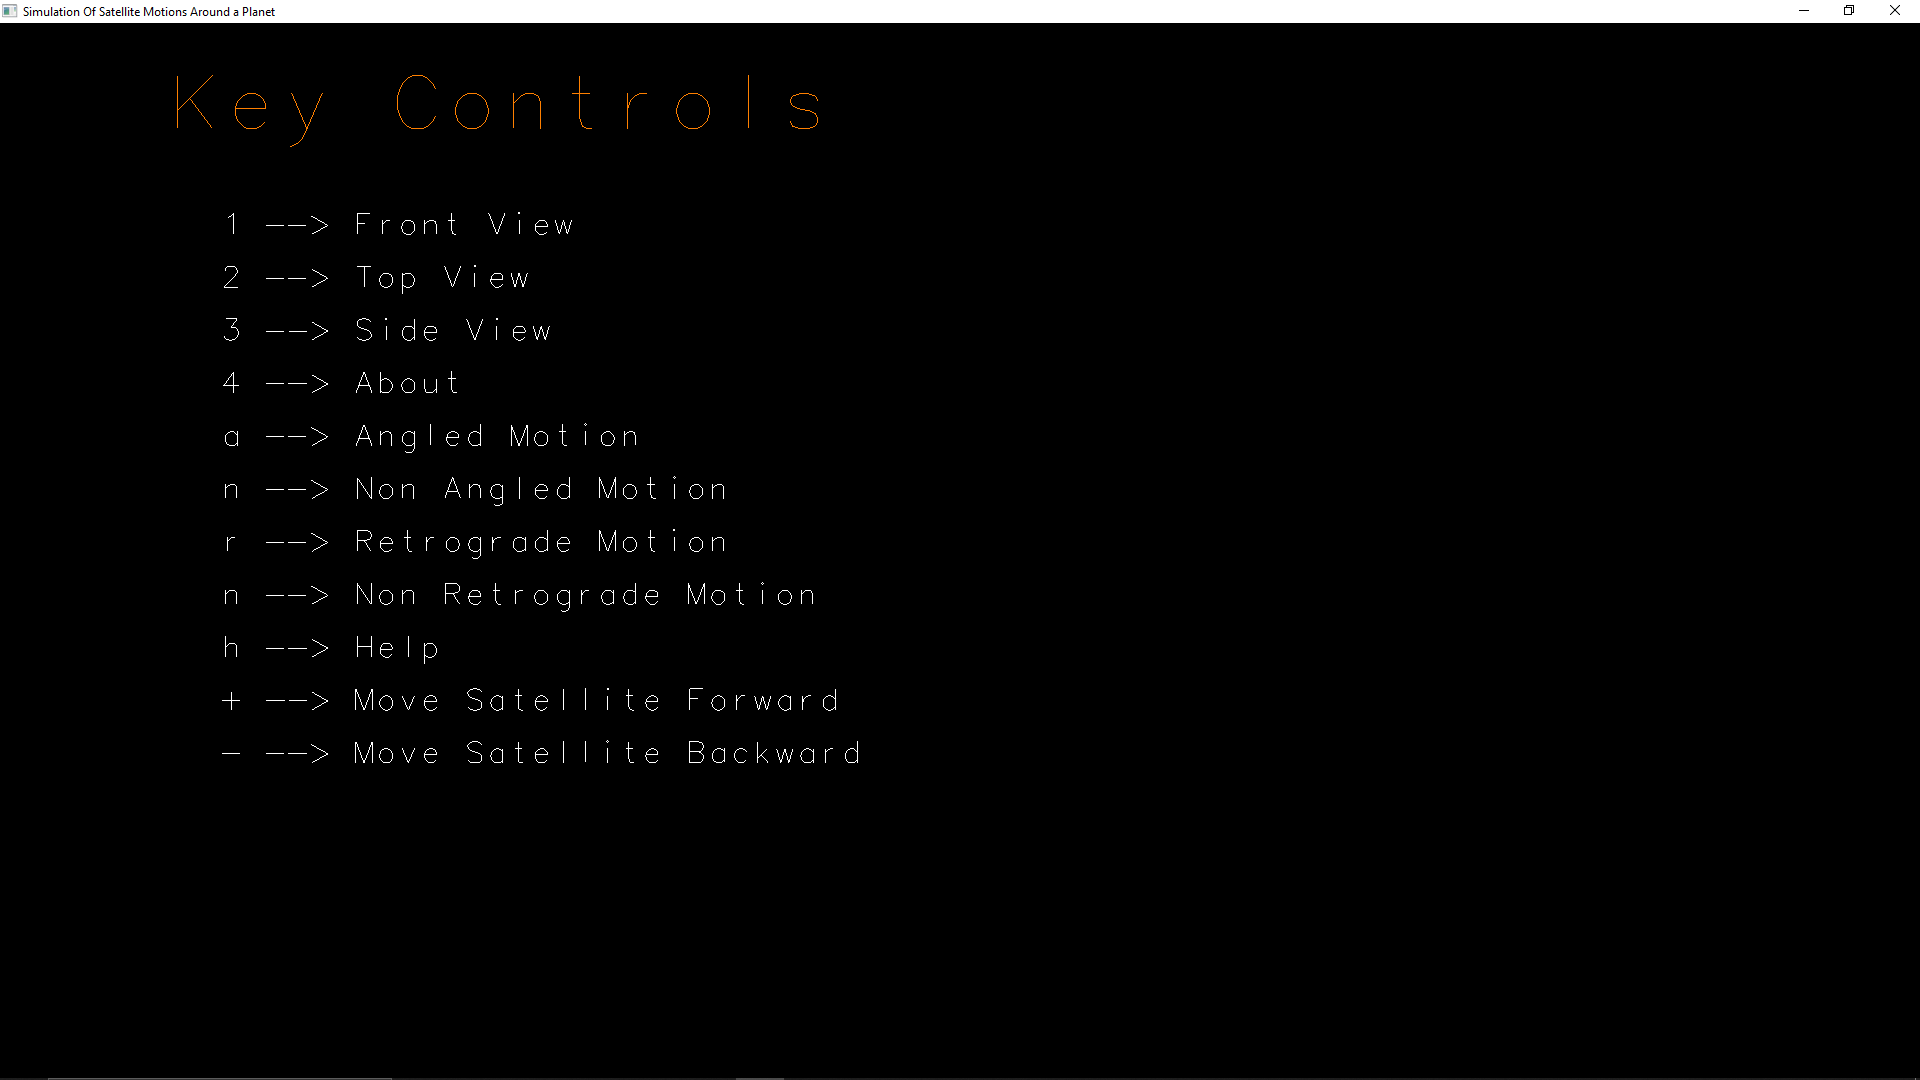 Simulation Of Satellite Motions Around a Planet
Key Controls
1 --> Front View
2 --> Top View
3 --> Side View
4 --> About
a --> Angled Motion
n --> Non Angled Motion
r --> Retrograde Motion
n --> Non Retrograde Motion
h --> Help
+ --> Move Satellite Forward
- --> Move Satellite Backward